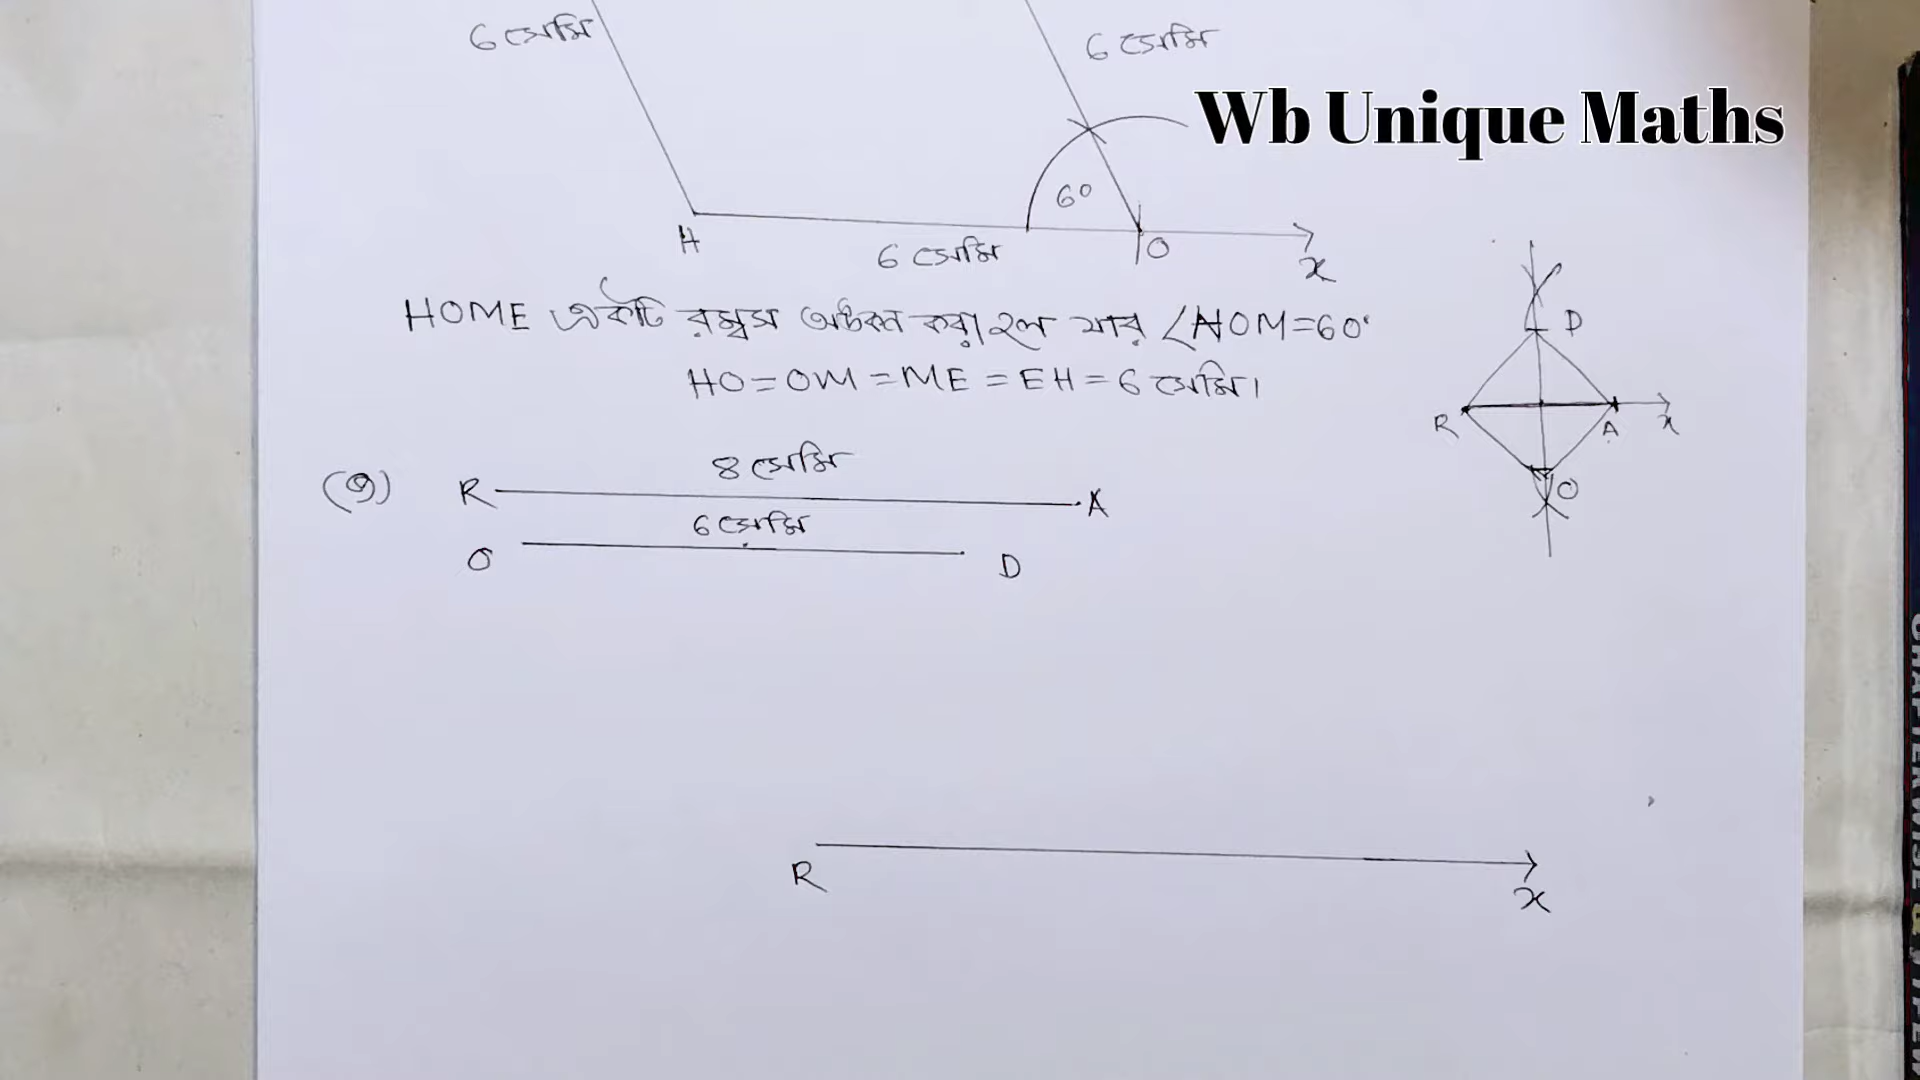 6 সেমি
6 সেমি
Wb Unique Maths
60
H
6 সেমি
O
x
HOME একটি রম্বস অঙ্কন করা হল যার ∠HOM=60°
HO=OM=ME=EH=6 সেমি।
D
R
A
x
O
(৩)
8 সেমি
R
A
6 সেমি
O
D
R
x